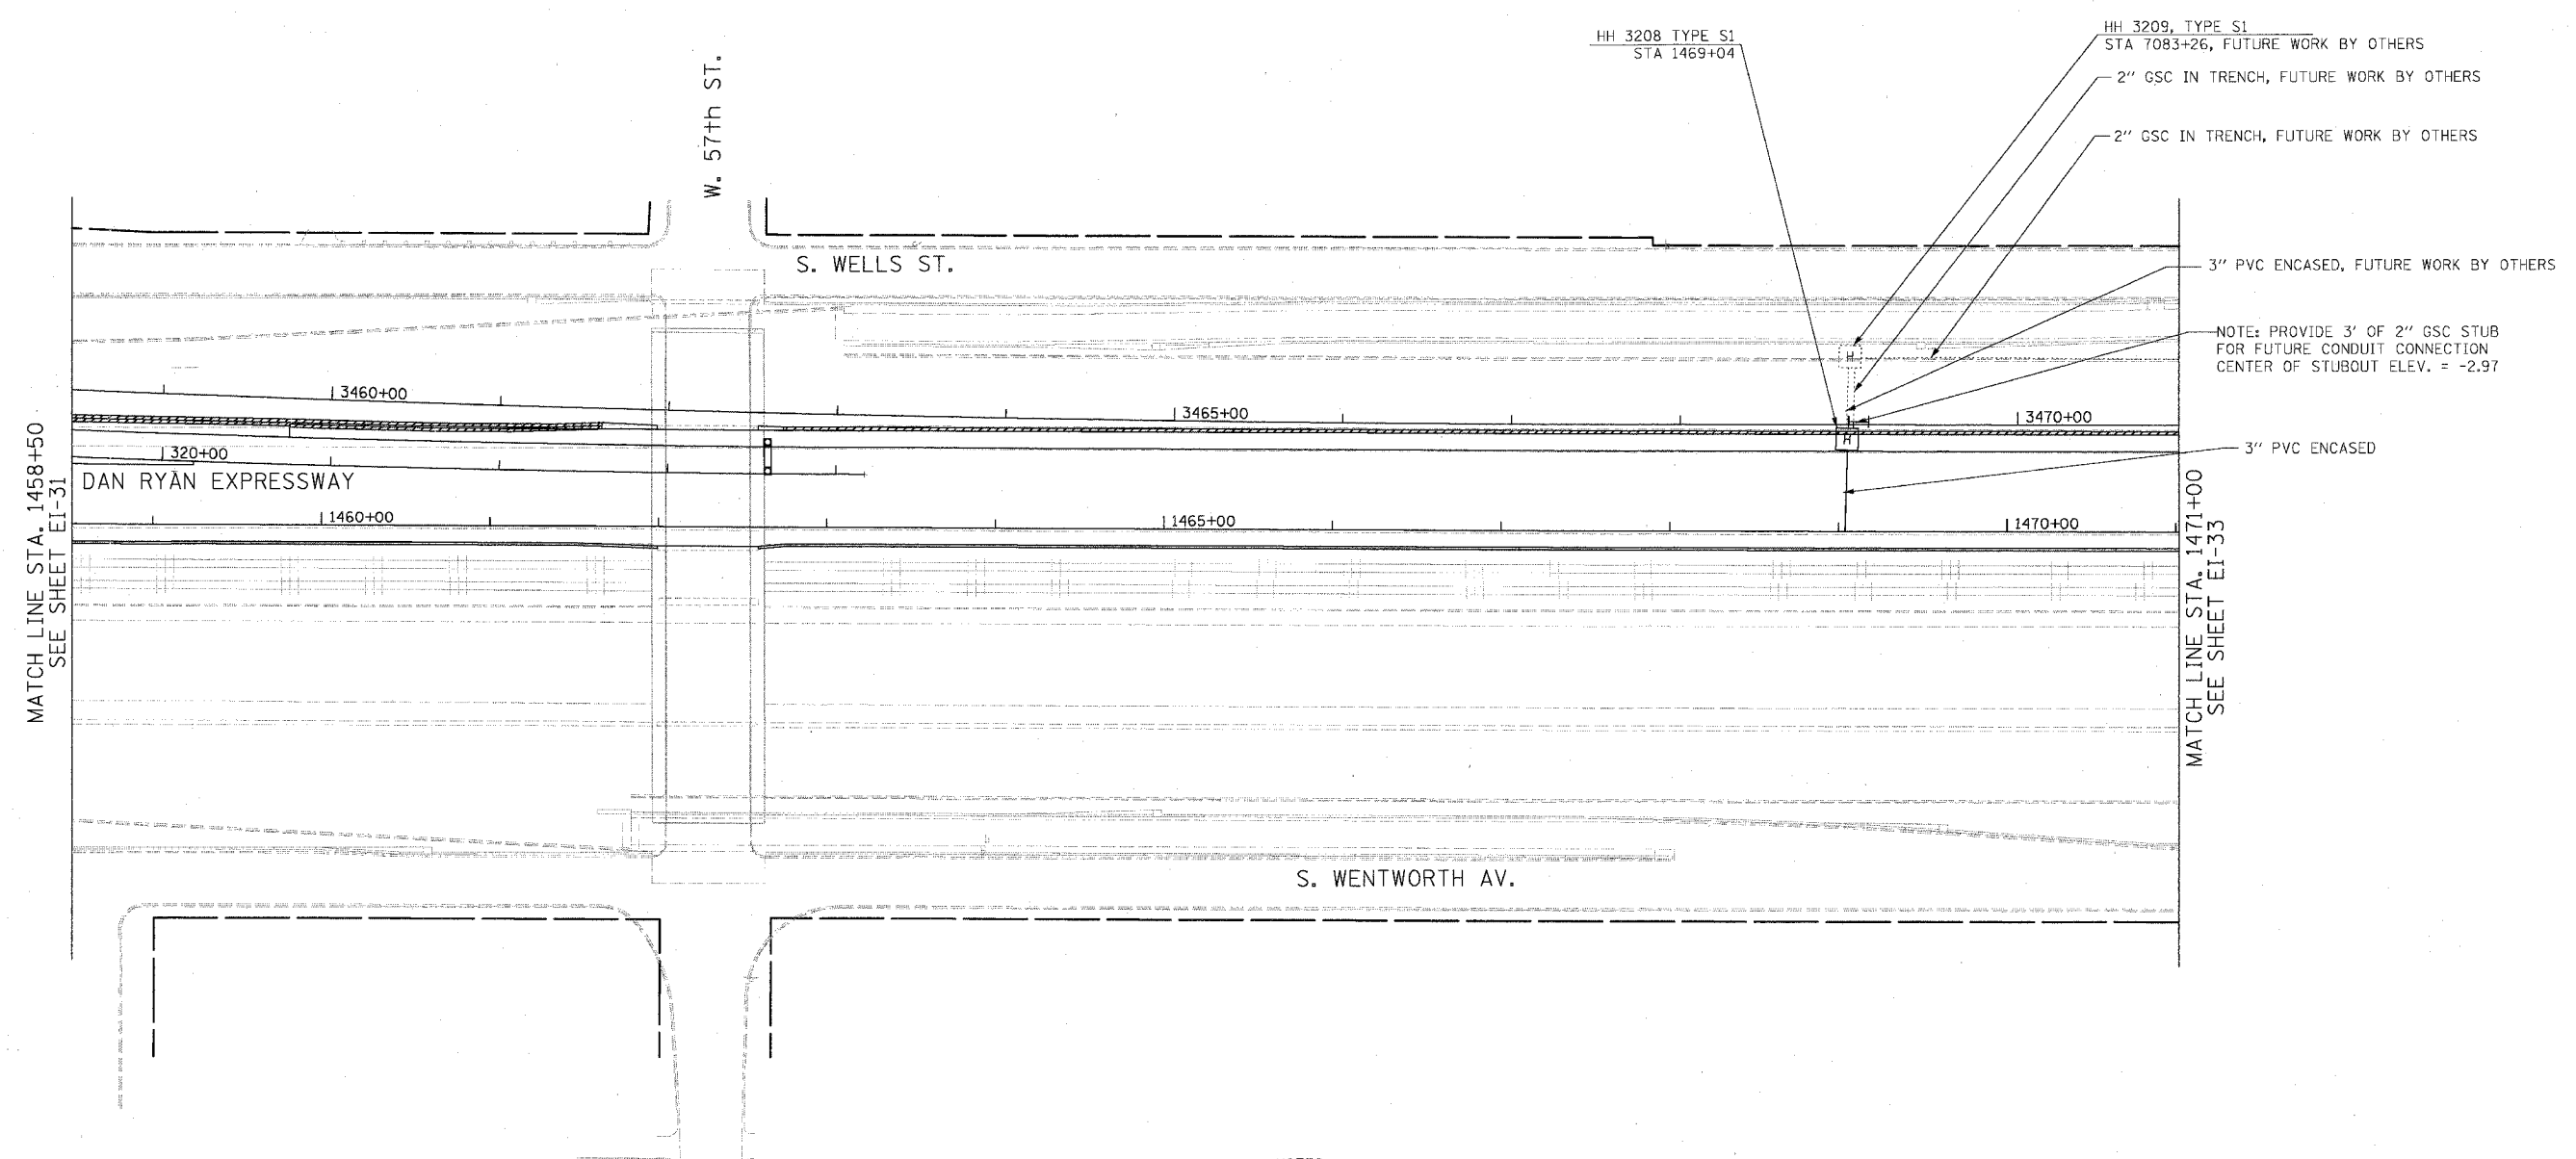 HH 3208 TYPE S1
STA 1469+04
HH 3209, TYPE S1
STA 7083+26, FUTURE WORK BY OTHERS
2" GSC IN TRENCH, FUTURE WORK BY OTHERS
2" GSC IN TRENCH, FUTURE WORK BY OTHERS
W. 57th ST.
S. WELLS ST.
3" PVC ENCASED, FUTURE WORK BY OTHERS
NOTE: PROVIDE 3' OF 2" GSC STUB
FOR FUTURE CONDUIT CONNECTION
CENTER OF STUBOUT ELEV. = -2.97
H
3460+00
3465+00
3470+00
H
3" PVC ENCASED
320+00
DAN RYAN EXPRESSWAY
1460+00
1465+00
1470+00
MATCH LINE STA. 1458+50
SEE SHEET EI-31
MATCH LINE STA. 1471+00
SEE SHEET EI-33
S. WENTWORTH AV.